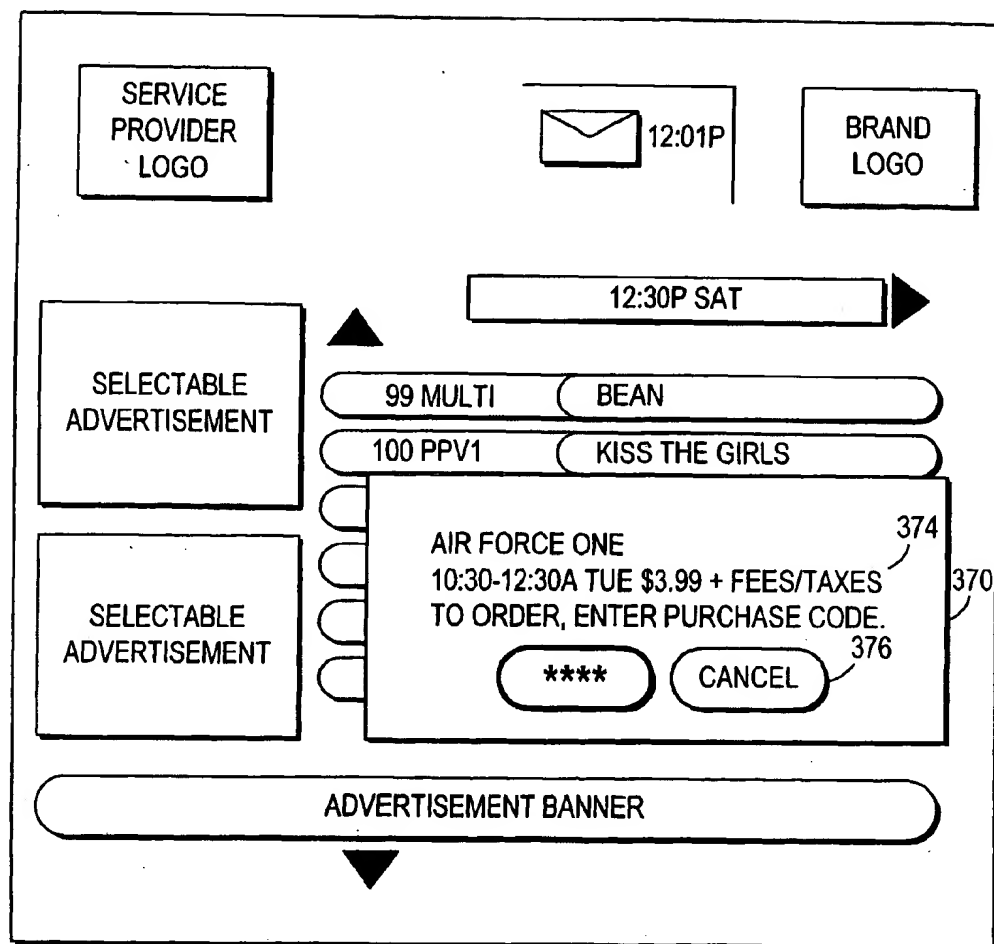 SERVICE
PROVIDER
LOGO
12:01P
BRAND
LOGO
12:30P SAT
SELECTABLE
ADVERTISEMENT
99 MULTI BEAN
100 PPV1 KISS THE GIRLS
AIR FORCE ONE
374
10:30-12:30A TUE $3.99 + FEES/TAXES
370
TO ORDER, ENTER PURCHASE CODE.
376
**** CANCEL
SELECTABLE
ADVERTISEMENT
ADVERTISEMENT BANNER